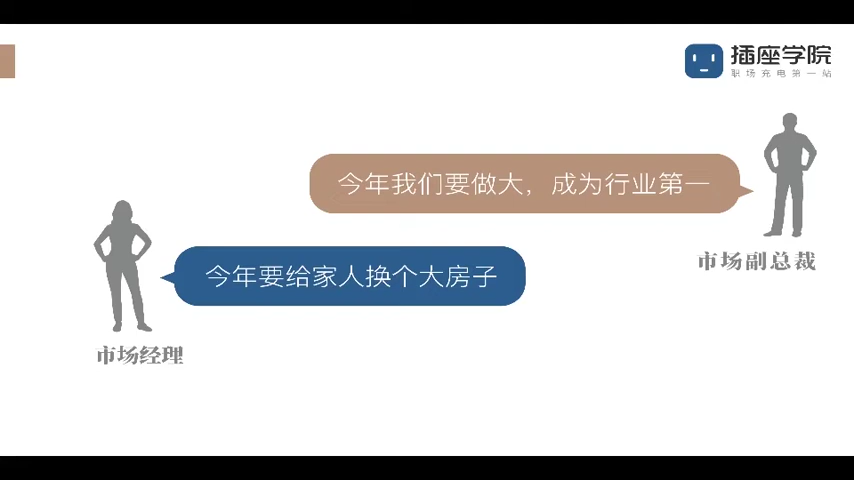 插座学院
职场充电第一站
今年我们要做大，成为行业第一
市场副总裁
今年要给家人换个大房子
市场经理